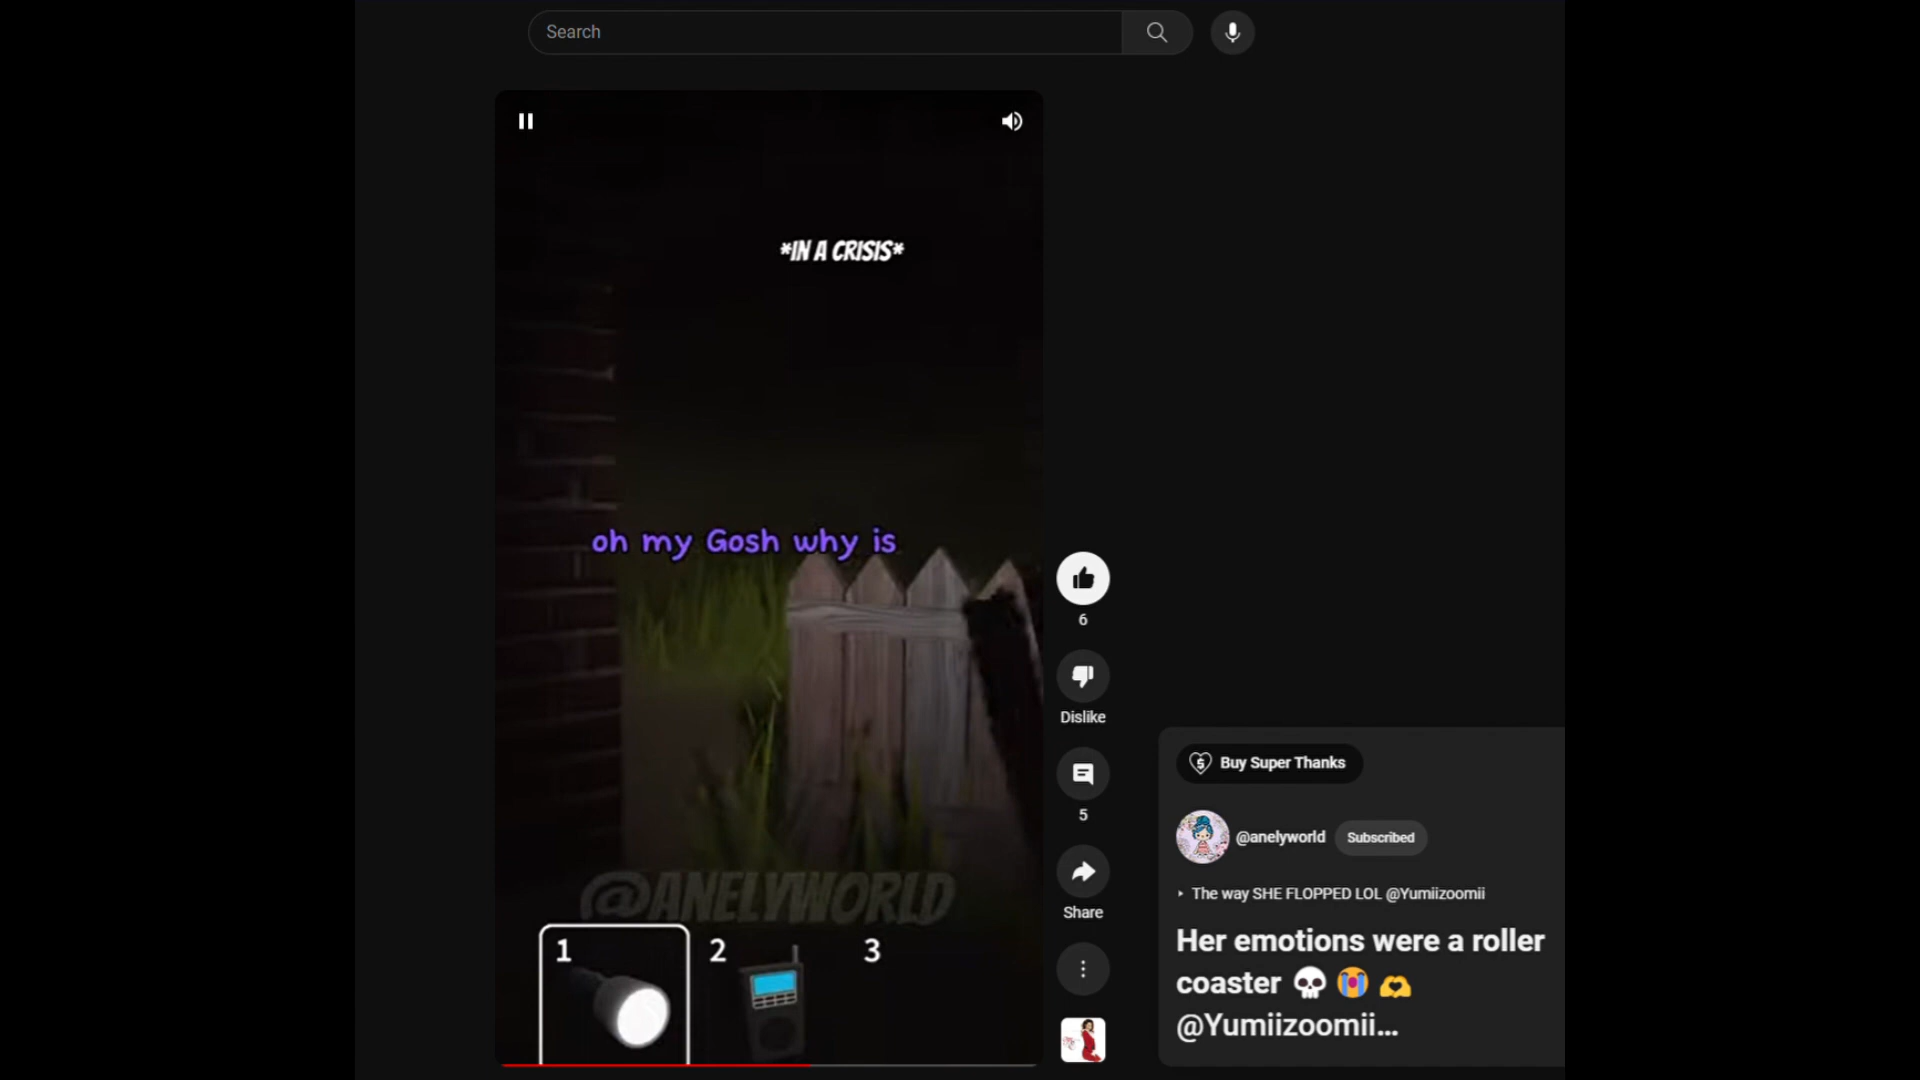 Search
*IN A CRISIS*
oh my Gosh why is
@ANELYWORLD
1
2
3
6
Dislike
5
Share
Buy Super Thanks
@anelyworld
Subscribed
The way SHE FLOPPED LOL @Yumiizoomii
Her emotions were a roller
coaster 💀 😭 🫶
@Yumiizoomii...